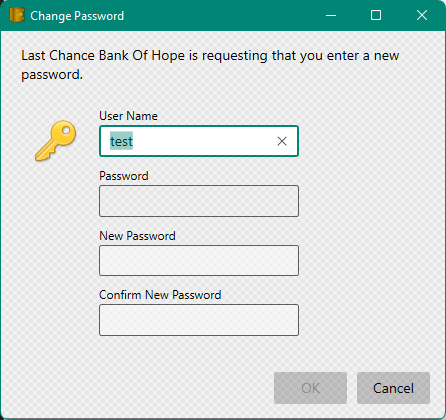 Change Password
Last Chance Bank Of Hope is requesting that you enter a new
password.
User Name
test
Password
New Password
Confirm New Password
OK
Cancel